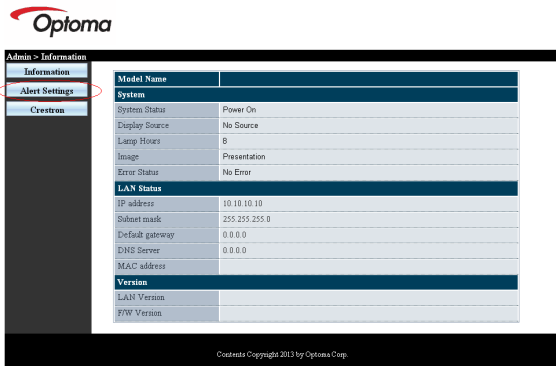 Optoma
Admin > Information
Information
Alert Settings
Crestron
Model Name
System
System Status Power On
Display Source No Source
Lamp Hours 8
Image Presentation
Error Status No Error
LAN Status
IP address 10.10.10.10
Subnet mask 255.255.255.0
Default gateway 0.0.0.0
DNS Server 0.0.0.0
MAC address
Version
LAN Version
F/W Version
Contents Copyright 2013 by Optoma Corp.